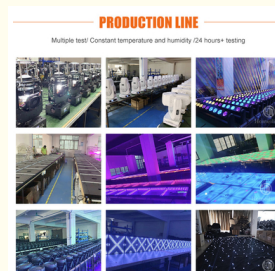 PRODUCTION LINE
Multiple test/ Constant temperature and humidity /24 hours+ testing